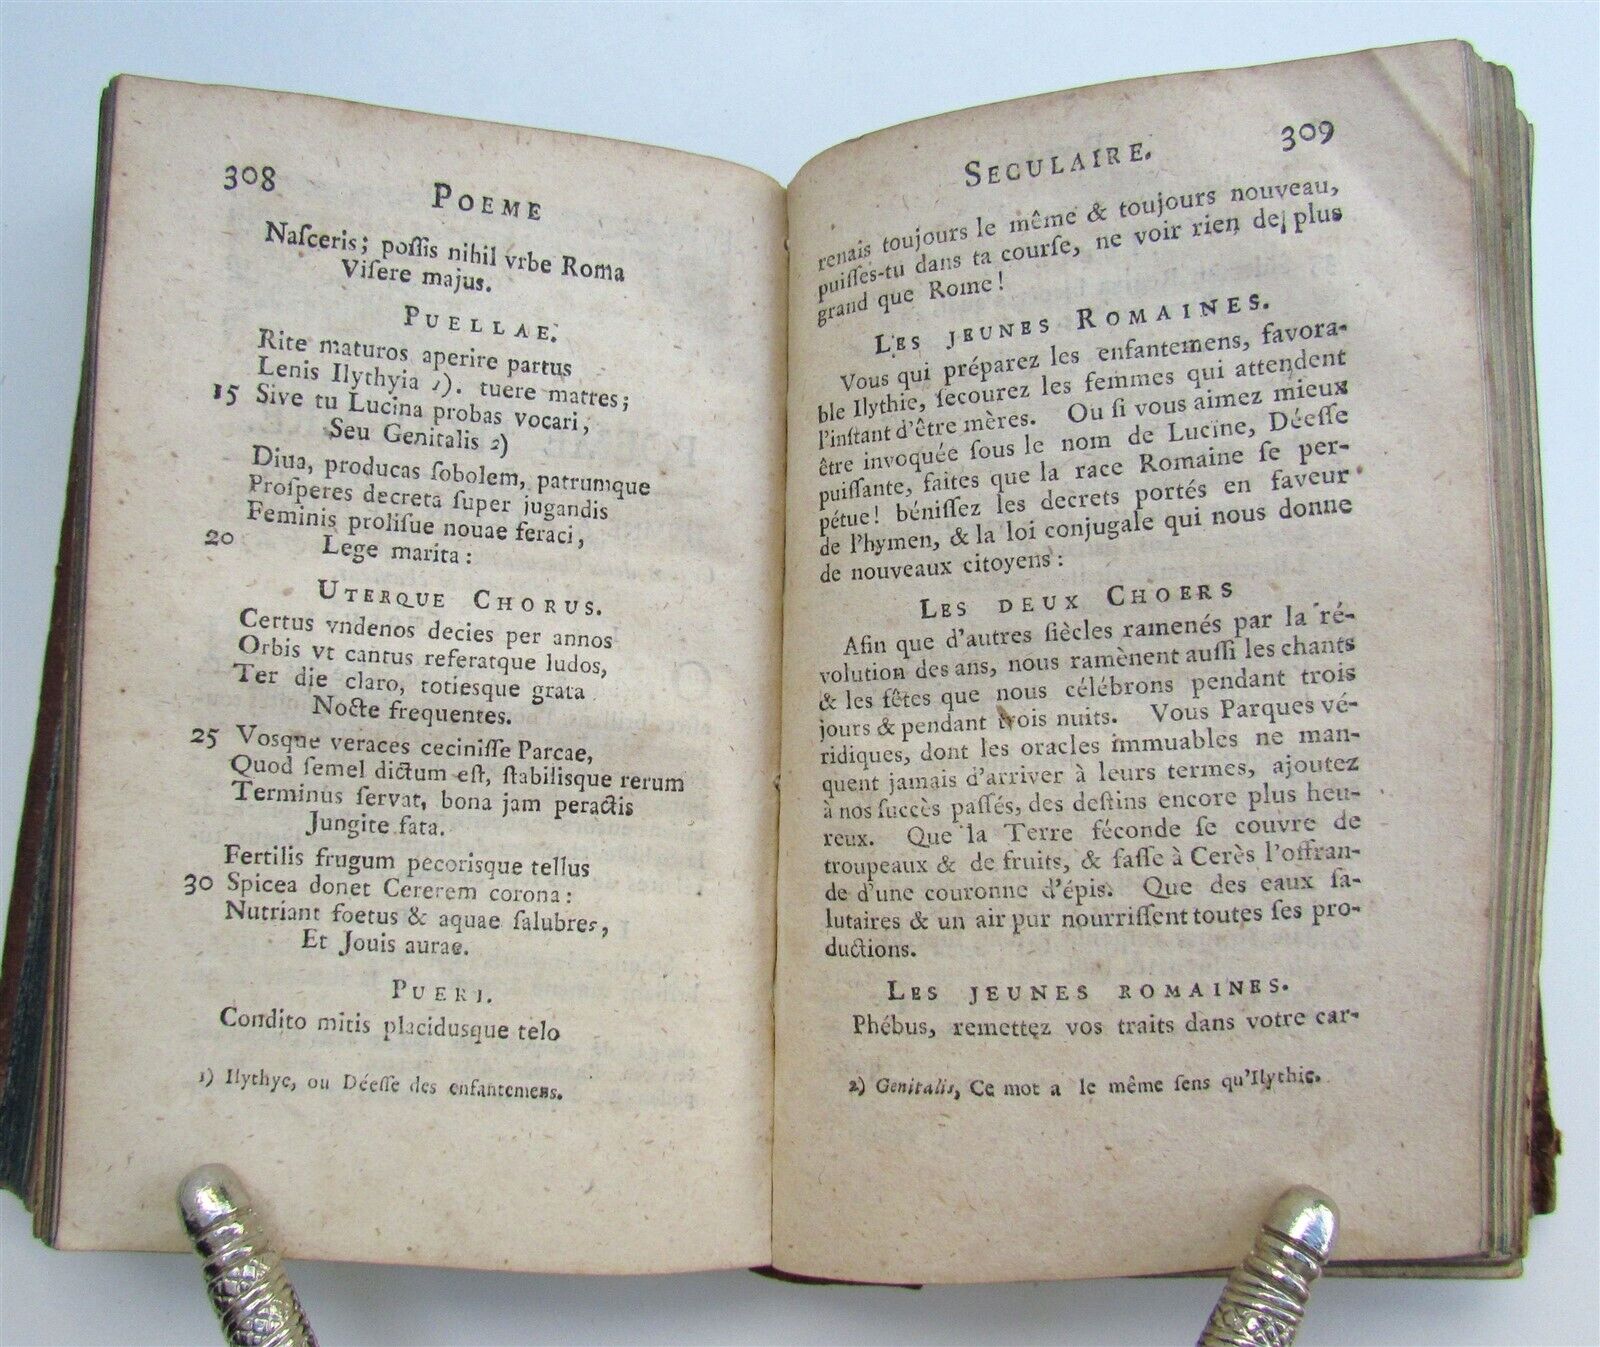 308
POEME
Naſceris; poſſis nihil vrbe Roma
Viſere majus.
PUELLAE.
Rite maturos aperire partus
Lenis Ilythyia 1). tuere matres;
15 Sive tu Lucina probas vocari,
Seu Genitalis 2)
Diua, producas ſobolem, patrumque
Proſperes decreta ſuper jugandis
Feminis proliſue nouae feraci,
20 Lege marita:
UTERQUE CHORUS.
Certus vndenos decies per annos
Orbis vt cantus referatque ludos,
Ter die claro, totiesque grata
Nocte frequentes.
25 Vosque veraces ceciniſſe Parcae,
Quod ſemel dictum eſt, ſtabilisque rerum
Terminus ſervat, bona jam peractis
Jungite fata.
Fertilis frugum pecorisque tellus
30 Spicea donet Cererem corona:
Nutriant foetus & aquae ſalubres,
Et Jouis aurae.
PUERI.
Condito mitis placidusque telo
1) Ilythye, ou Déeſſe des enfantemens.
SECULAIRE.
309
renais toujours le même & toujours nouveau,
puiſſes-tu dans ta courſe, ne voir rien de plus
grand que Rome!
LES JEUNES ROMAINES.
Vous qui préparez les enfantemens, favora-
ble Ilythie, ſecourez les femmes qui attendent
l'inſtant d'être mères. Ou ſi vous aimez mieux
être invoquée ſous le nom de Lucine, Déeſſe
puiſſante, faites que la race Romaine ſe per-
pétue! béniſſez les decrets portés en faveur
de l'hymen, & la loi conjugale qui nous donne
de nouveaux citoyens:
LES DEUX CHOERS
Afin que d'autres ſiècles ramenés par la ré-
volution des ans, nous ramènent auſſi les chants
& les fêtes que nous célébrons pendant trois
jours & pendant trois nuits. Vous Parques vé-
ridiques, dont les oracles immuables ne man-
quent jamais d'arriver à leurs termes, ajoutez
à nos ſuccès paſſés, des deſtins encore plus heu-
reux. Que la Terre féconde ſe couvre de
troupeaux & de fruits, & faſſe à Cerès l'offran-
de d'une couronne d'épis. Que des eaux ſa-
lutaires & un air pur nourriſſent toutes ſes pro-
ductions.
LES JEUNES ROMAINES.
Phébus, remettez vos traits dans votre car-
2) Genitalis, Ce mot a le même ſens qu'Ilythie.